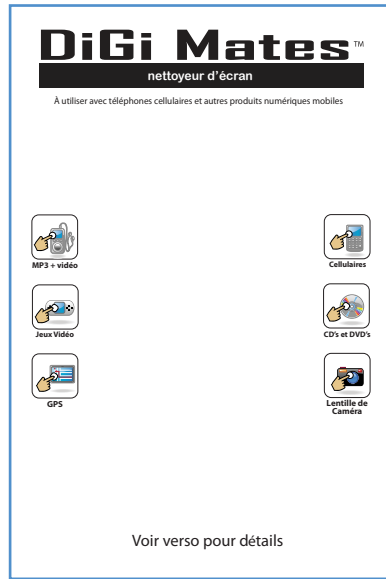 DiGi Mates™
nettoyeur d'écran
À utiliser avec téléphones cellulaires et autres produits numériques mobiles
MP3 + vidéo
Cellulaires
Jeux Vidéo
CD's et DVD's
GPS
Lentille de
Caméra
Voir verso pour détails